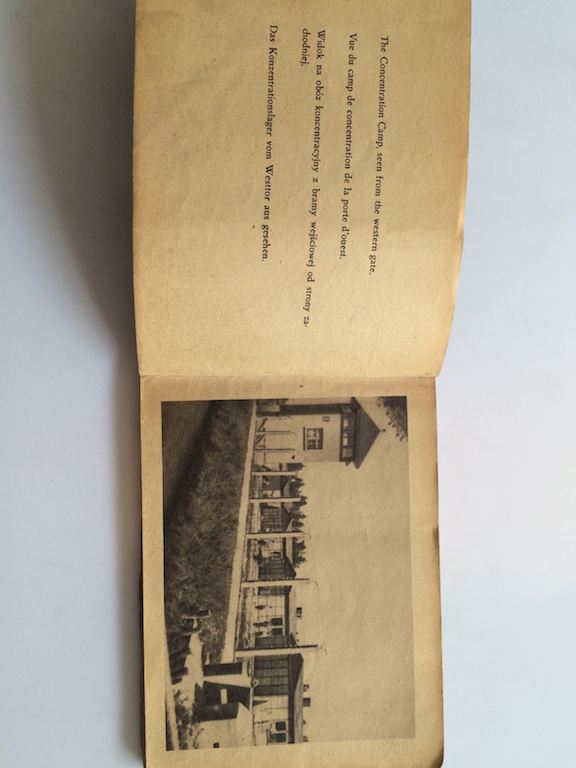 The Concentration Camp, seen from the western gate.
Vue du camp de concentration de la porte d'ouest.
Widok na obóz koncentracyjny z bramy wejściowej od strony za-
chodniej.
Das Konzentrationslager vom Westtor aus gesehen.